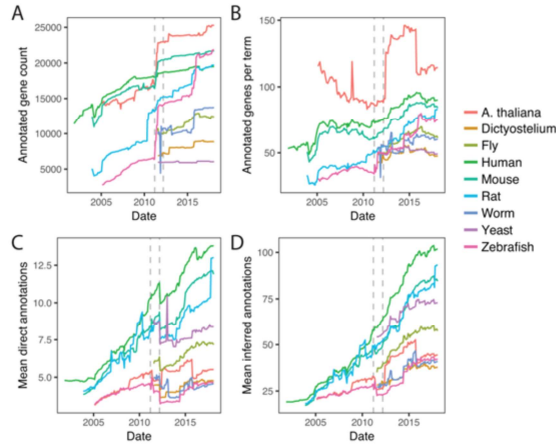 A
Annotated gene count
25000
20000
15000
10000
5000
2005
2010
2015
Date
B
Annotated genes per term
150
100
50
2005
2010
2015
Date
A. thaliana
Dictyostelium
Fly
Human
Mouse
Rat
Worm
Yeast
Zebrafish
C
Mean direct annotations
12.5
10.0
7.5
5.0
2005
2010
2015
Date
D
Mean inferred annotations
100
75
50
25
2005
2010
2015
Date